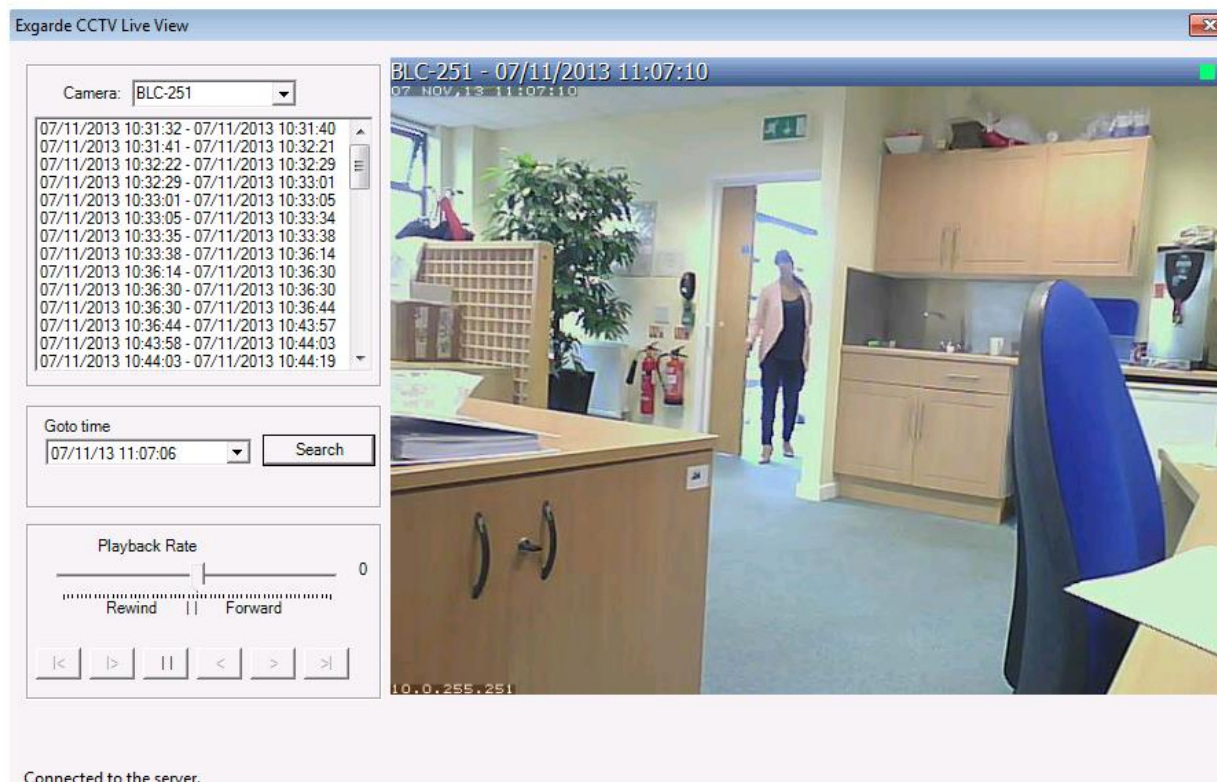 Exgarde CCTV Live View
Camera: BLC-251
07/11/2013 10:31:32 - 07/11/2013 10:31:40
07/11/2013 10:31:41 - 07/11/2013 10:32:21
07/11/2013 10:32:22 - 07/11/2013 10:32:29
07/11/2013 10:32:29 - 07/11/2013 10:33:01
07/11/2013 10:33:01 - 07/11/2013 10:33:05
07/11/2013 10:33:05 - 07/11/2013 10:33:34
07/11/2013 10:33:35 - 07/11/2013 10:33:38
07/11/2013 10:33:38 - 07/11/2013 10:36:14
07/11/2013 10:36:14 - 07/11/2013 10:36:30
07/11/2013 10:36:30 - 07/11/2013 10:36:30
07/11/2013 10:36:30 - 07/11/2013 10:36:44
07/11/2013 10:36:44 - 07/11/2013 10:43:57
07/11/2013 10:43:58 - 07/11/2013 10:44:03
07/11/2013 10:44:03 - 07/11/2013 10:44:19
Goto time
07/11/13 11:07:06 Search
Playback Rate
0
Rewind || Forward
|< |> || < > >|
BLC-251 - 07/11/2013 11:07:10
07 NOV,13 11:07:10
10.0.255.251
Connected to the server.